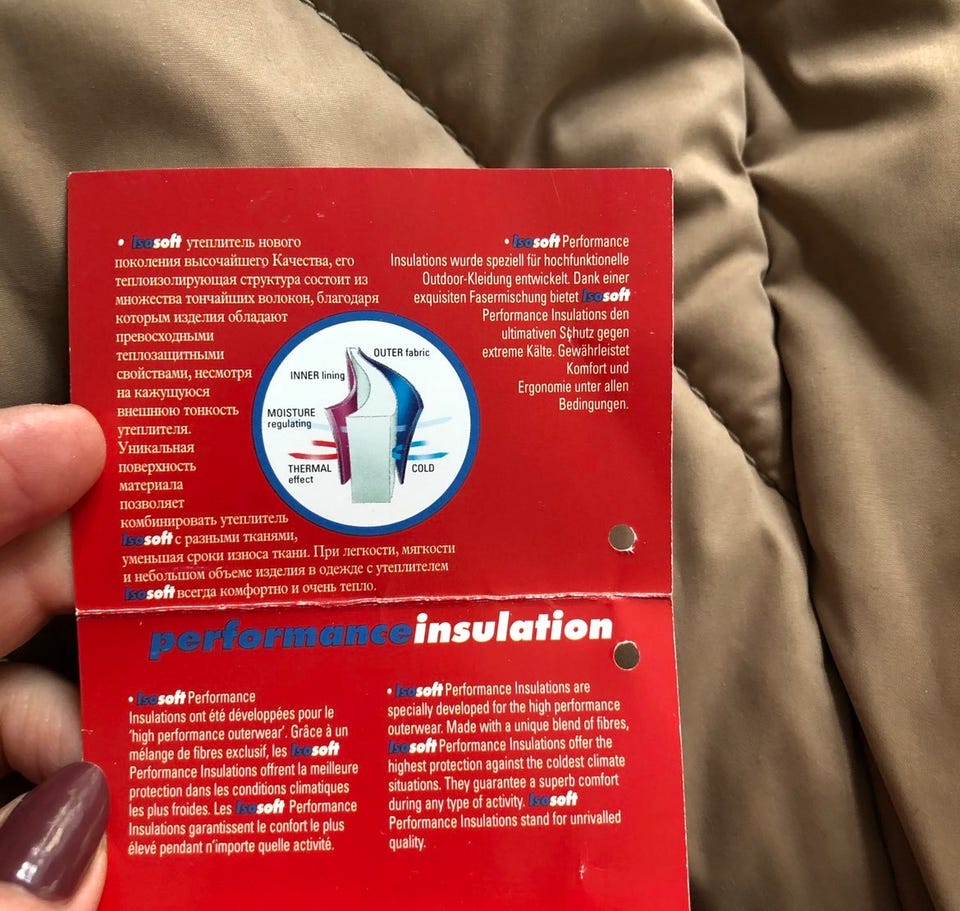 • Isosoft утеплитель нового
поколения высочайшего Качества, его
теплоизолирующая структура состоит из
множества тончайших волокон, благодаря
которым изделия обладают
превосходными
теплозащитными
свойствами, несмотря
на кажущуюся
внешнюю тонкость
утеплителя.
Уникальная
поверхность
материала
позволяет
комбинировать утеплитель
Isosoft с разными тканями,
уменьшая сроки износа ткани. При легкости, мягкости
и небольшом объеме изделия в одежде с утеплителем
Isosoft всегда комфортно и очень тепло.
OUTER fabric
INNER lining
MOISTURE
regulating
THERMAL
effect
COLD
• Isosoft Performance
Insulations wurde speziell für hochfunktionelle
Outdoor-Kleidung entwickelt. Dank einer
exquisiten Fasermischung bietet Isosoft
Performance Insulations den
ultimativen Schutz gegen
extreme Kälte. Gewährleistet
Komfort und
Ergonomie unter allen
Bedingungen.
performanceinsulation
• Isosoft Performance
Insulations ont été développées pour le
'high performance outerwear'. Grâce à un
mélange de fibres exclusif, les Isosoft
Performance Insulations offrent la meilleure
protection dans les conditions climatiques
les plus froides. Les Isosoft Performance
Insulations garantissent le confort le plus
élevé pendant n'importe quelle activité.
• Isosoft Performance Insulations are
specially developed for the high performance
outerwear. Made with a unique blend of fibres,
Isosoft Performance Insulations offer the
highest protection against the coldest climate
situations. They guarantee a superb comfort
during any type of activity. Isosoft
Performance Insulations stand for unrivalled
quality.